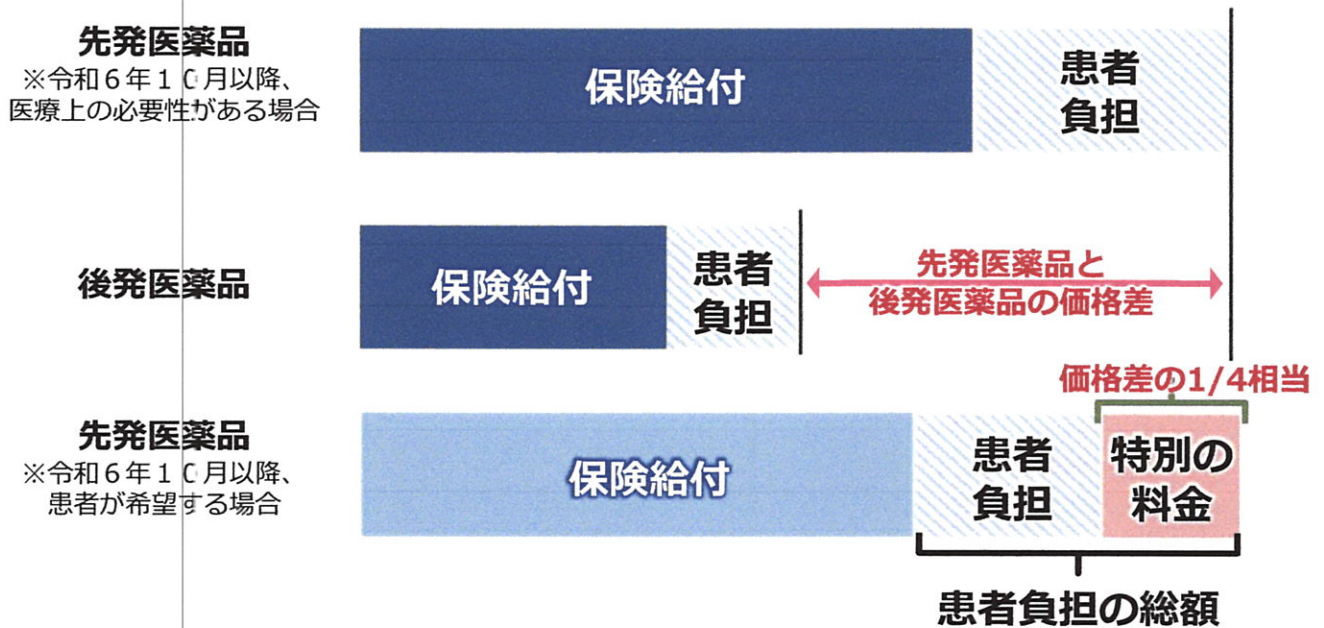 先発医薬品
※令和6年10月以降、
医療上の必要性がある場合
保険給付
患者
負担
後発医薬品
保険給付
患者
負担
先発医薬品と
後発医薬品の価格差
価格差の1/4相当
先発医薬品
※令和6年10月以降、
患者が希望する場合
保険給付
患者
負担
特別の
料金
患者負担の総額